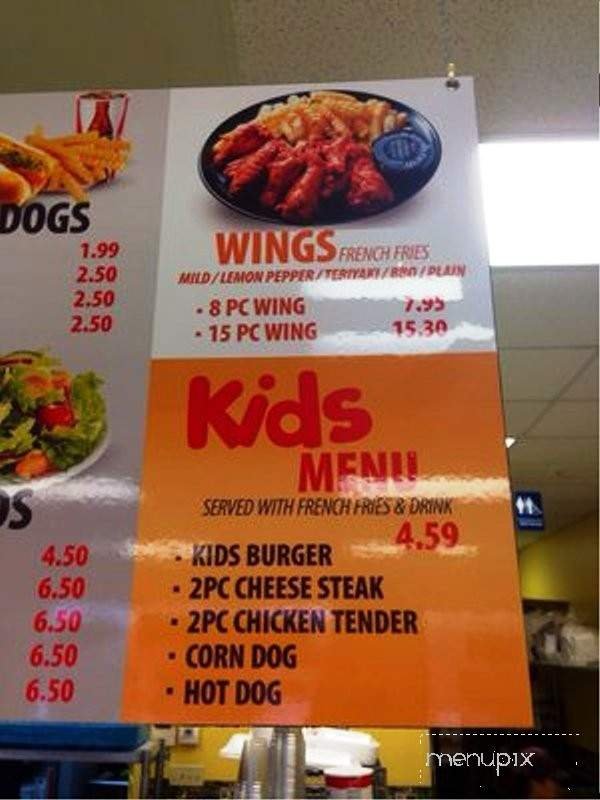 DOGS
1.99
2.50
2.50
2.50
4.50
6.50
6.50
6.50
6.50
WINGS FRENCH FRIES
MILD / LEMON PEPPER / TERIYAKI / BBQ / PLAIN
• 8 PC WING 7.95
• 15 PC WING 15.30
Kids
MENU
SERVED WITH FRENCH FRIES & DRINK
4.59
• KIDS BURGER
• 2PC CHEESE STEAK
• 2PC CHICKEN TENDER
• CORN DOG
• HOT DOG
menupix